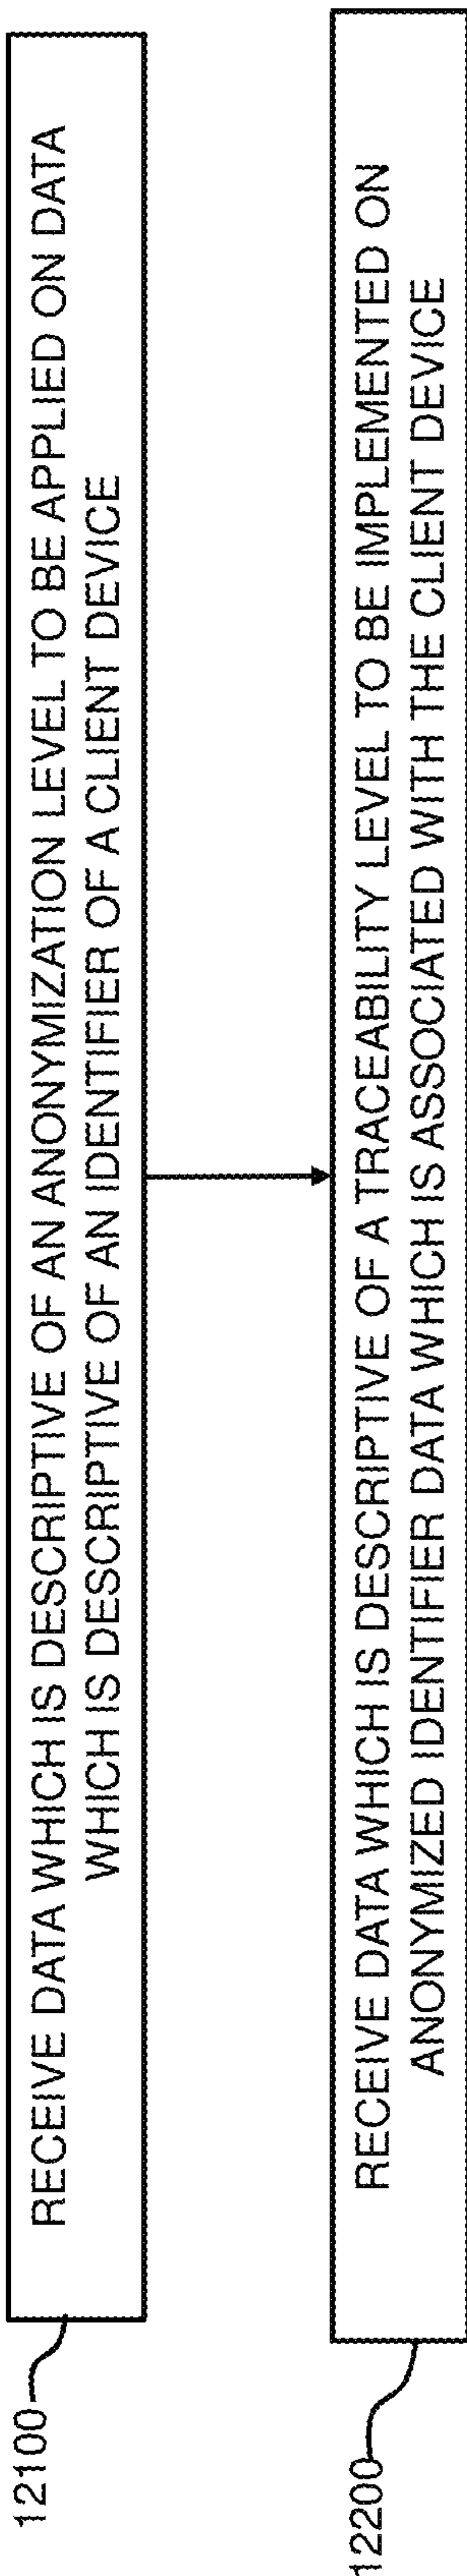 12100
RECEIVE DATA WHICH IS DESCRIPTIVE OF AN ANONYMIZATION LEVEL TO BE APPLIED ON DATA
WHICH IS DESCRIPTIVE OF AN IDENTIFIER OF A CLIENT DEVICE
12200
RECEIVE DATA WHICH IS DESCRIPTIVE OF A TRACEABILITY LEVEL TO BE IMPLEMENTED ON
ANONYMIZED IDENTIFIER DATA WHICH IS ASSOCIATED WITH THE CLIENT DEVICE